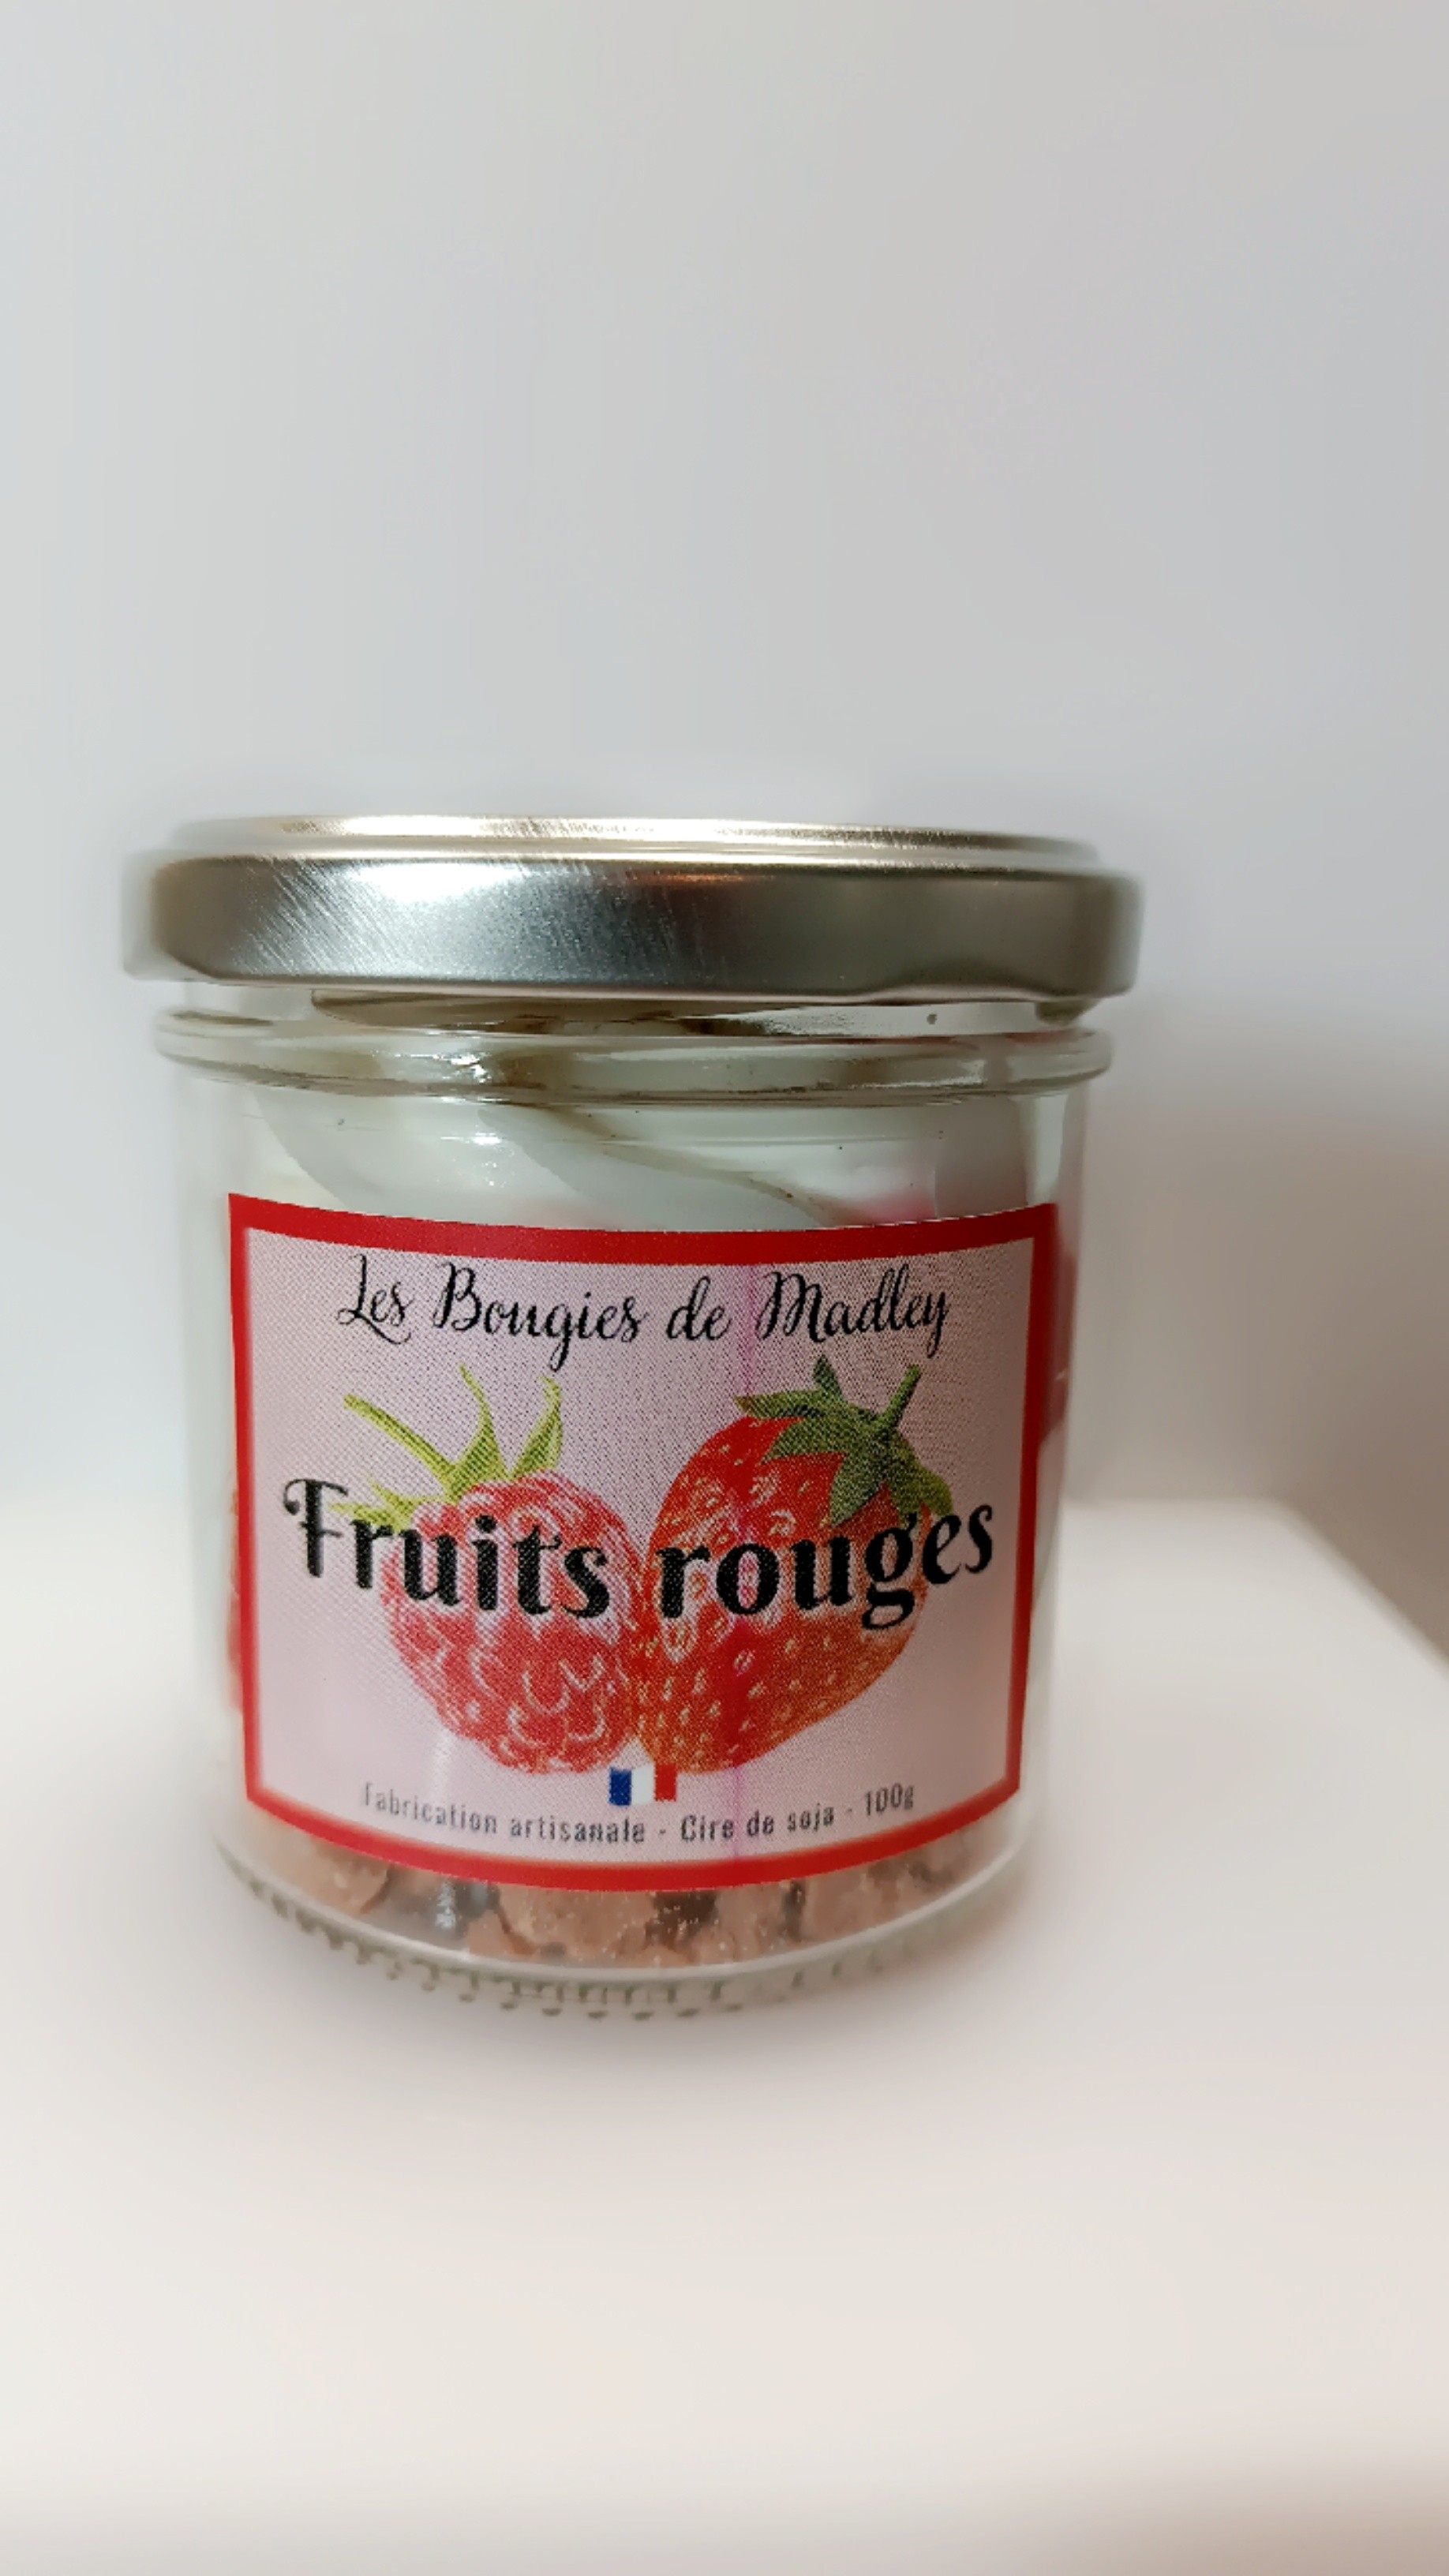 Les Bougies de Madley
Fruits rouges
Fabrication artisanale - Cire de soja - 100g